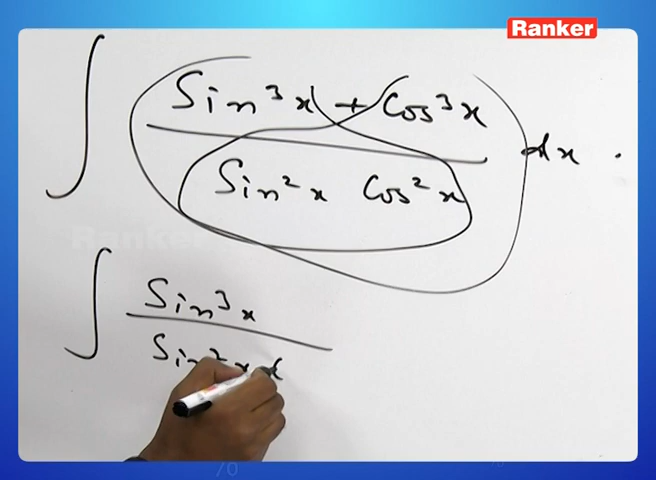 Ranker
∫ Sin³x + Cos³x dx .
Sin²x Cos²x
∫ Sin³x
Sin²x